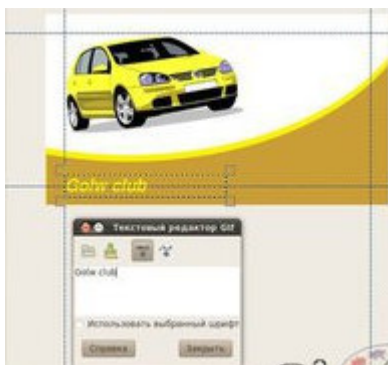 Golw club
Текстовый редактор GIf
Golw club
Использовать выбранный шрифт
Справка
Закрыть